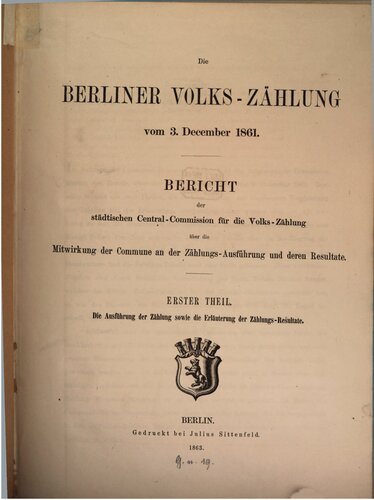 Die
BERLINER VOLKS-ZÄHLUNG
vom 3. December 1861.
BERICHT
der
städtischen Central-Commission für die Volks-Zählung
über die
Mitwirkung der Commune an der Zählungs-Ausführung und deren Resultate.
ERSTER THEIL.
Die Ausführung der Zählung sowie die Erläuterung der Zählungs-Resultate.
BERLIN.
Gedruckt bei Julius Sittenfeld.
1863.